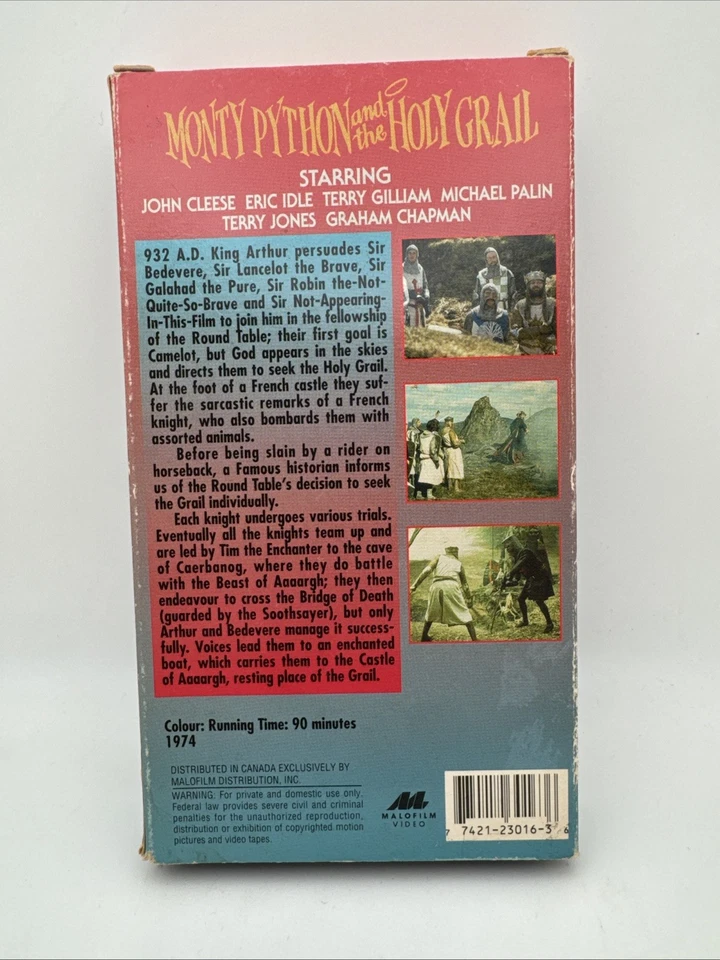 MONTY PYTHON and the HOLY GRAIL
STARRING
JOHN CLEESE ERIC IDLE TERRY GILLIAM MICHAEL PALIN
TERRY JONES GRAHAM CHAPMAN
932 A.D. King Arthur persuades Sir
Bedevere, Sir Lancelot the Brave, Sir
Galahad the Pure, Sir Robin the-Not-
Quite-So-Brave and Sir Not-Appearing-
In-This-Film to join him in the fellowship
of the Round Table; their first goal is
Camelot, but God appears in the skies
and directs them to seek the Holy Grail.
At the foot of a French castle they suf-
fer the sarcastic remarks of a French
knight, who also bombards them with
assorted animals.
Before being slain by a rider on
horseback, a Famous historian informs
us of the Round Table's decision to seek
the Grail individually.
Each knight undergoes various trials.
Eventually all the knights team up and
are led by Tim the Enchanter to the cave
of Caerbanog, where they do battle
with the Beast of Aaaargh; they then
endeavour to cross the Bridge of Death
(guarded by the Soothsayer), but only
Arthur and Bedevere manage it success-
fully. Voices lead them to an enchanted
boat, which carries them to the Castle
of Aaaargh, resting place of the Grail.
Colour: Running Time: 90 minutes
1974
DISTRIBUTED IN CANADA EXCLUSIVELY BY
MALOFILM DISTRIBUTION, INC.
WARNING: For private and domestic use only.
Federal law provides severe civil and criminal
penalties for the unauthorized reproduction,
distribution or exhibition of copyrighted motion
pictures and video tapes.
MALOFILM
VIDEO
7 7421-23016-3 6